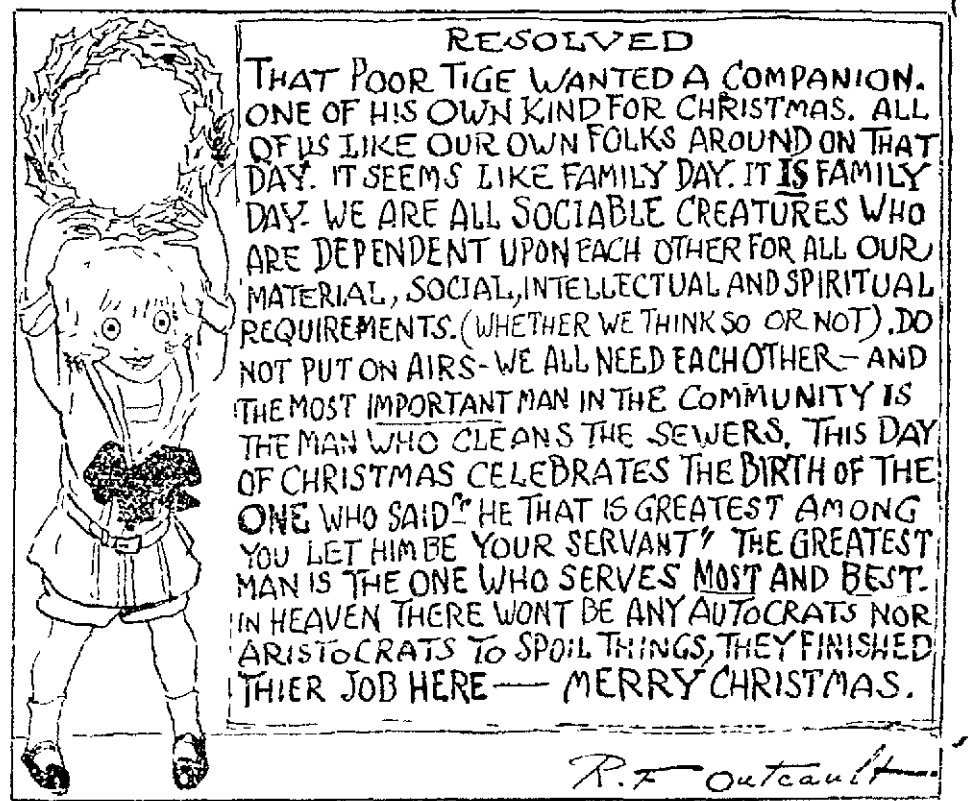 RESOLVED
THAT POOR TIGE WANTED A COMPANION.
ONE OF HIS OWN KIND FOR CHRISTMAS. ALL
OF US LIKE OUR OWN FOLKS AROUND ON THAT
DAY. IT SEEMS LIKE FAMILY DAY. IT IS FAMILY
DAY- WE ARE ALL SOCIABLE CREATURES WHO
ARE DEPENDENT UPON EACH OTHER FOR ALL OUR
MATERIAL, SOCIAL, INTELLECTUAL AND SPIRITUAL
REQUIREMENTS. (WHETHER WE THINK SO OR NOT). DO
NOT PUT ON AIRS - WE ALL NEED EACH OTHER - AND
THE MOST IMPORTANT MAN IN THE COMMUNITY IS
THE MAN WHO CLEANS THE SEWERS. THIS DAY
OF CHRISTMAS CELEBRATES THE BIRTH OF THE
ONE WHO SAID - "HE THAT IS GREATEST AMONG
YOU LET HIM BE YOUR SERVANT" THE GREATEST
MAN IS THE ONE WHO SERVES MOST AND BEST.
IN HEAVEN THERE WONT BE ANY AUTOCRATS NOR
ARISTOCRATS TO SPOIL THINGS, THEY FINISHED
THIER JOB HERE — MERRY CHRISTMAS.
R.F Outcault